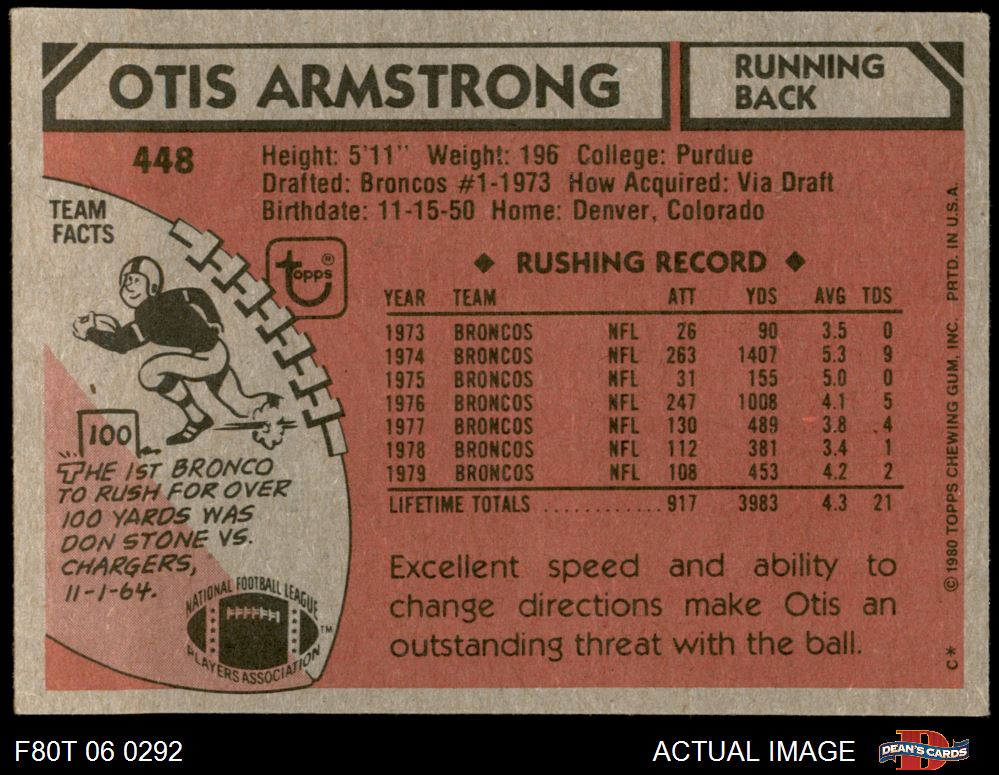 OTIS ARMSTRONG
RUNNING
BACK
448
Height: 5'11" Weight: 196 College: Purdue
Drafted: Broncos #1-1973 How Acquired: Via Draft
Birthdate: 11-15-50 Home: Denver, Colorado
TEAM
FACTS
topps®
100
THE 1ST BRONCO
TO RUSH FOR OVER
100 YARDS WAS
DON STONE VS.
CHARGERS,
11-1-64.
NATIONAL FOOTBALL LEAGUE
PLAYERS ASSOCIATION
TM
◆ RUSHING RECORD ◆
YEAR TEAM ATT YDS AVG TDS
1973 BRONCOS NFL 26 90 3.5 0
1974 BRONCOS NFL 263 1407 5.3 9
1975 BRONCOS NFL 31 155 5.0 0
1976 BRONCOS NFL 247 1008 4.1 5
1977 BRONCOS NFL 130 489 3.8 4
1978 BRONCOS NFL 112 381 3.4 1
1979 BRONCOS NFL 108 453 4.2 2
LIFETIME TOTALS ............ 917 3983 4.3 21
Excellent speed and ability to
change directions make Otis an
outstanding threat with the ball.
C* © 1980 TOPPS CHEWING GUM, INC. PRTD. IN U.S.A.
F80T 06 0292
ACTUAL IMAGE
D
DEAN'S CARDS